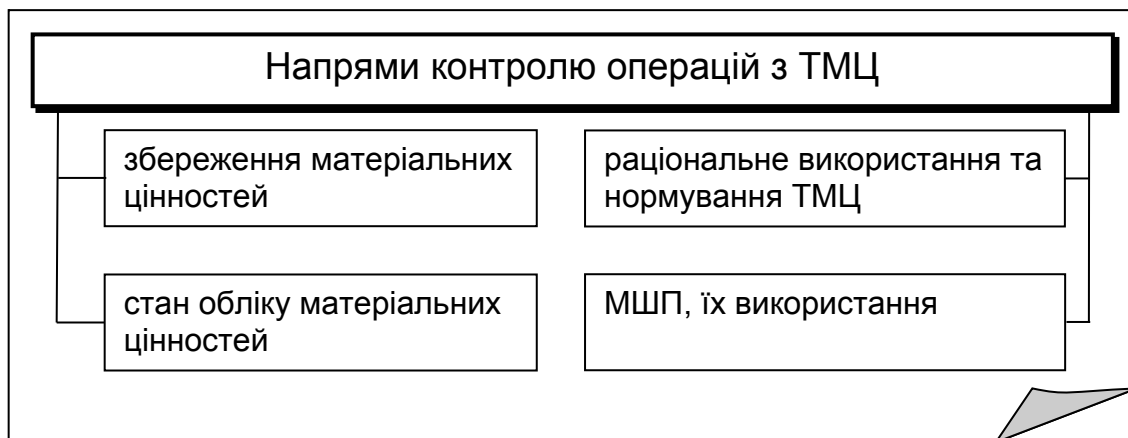 Напрями контролю операцій з ТМЦ
збереження матеріальних
цінностей
раціональне використання та
нормування ТМЦ
стан обліку матеріальних
цінностей
МШП, їх використання